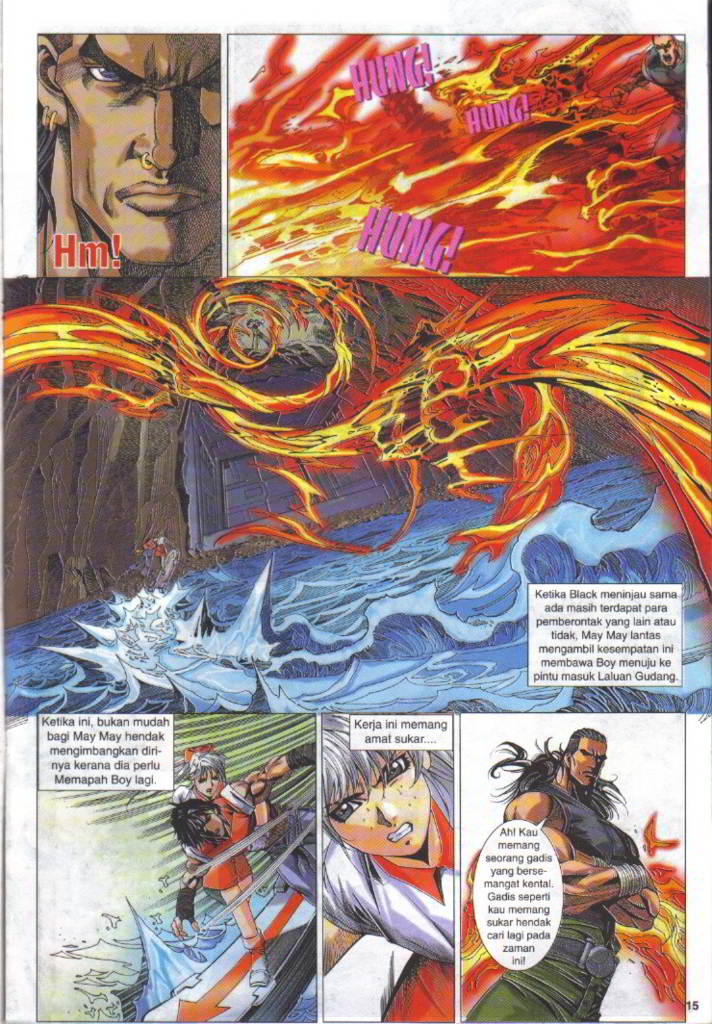 Hm!
HUNG!
HUNG!
HUNG!
Ketika Black meninjau sama
ada masih terdapat para
pemberontak yang lain atau
tidak, May May lantas
mengambil kesempatan ini
membawa Boy menuju ke
pintu masuk Laluan Gudang.
Ketika ini, bukan mudah
bagi May May hendak
mengimbangkan diri-
nya kerana dia perlu
Memapah Boy lagi.
Kerja ini memang
amat sukar....
Ah! Kau
memang
seorang gadis
yang berse-
mangat kental.
Gadis seperti
kau memang
sukar hendak
cari lagi pada
zaman
ini!
15